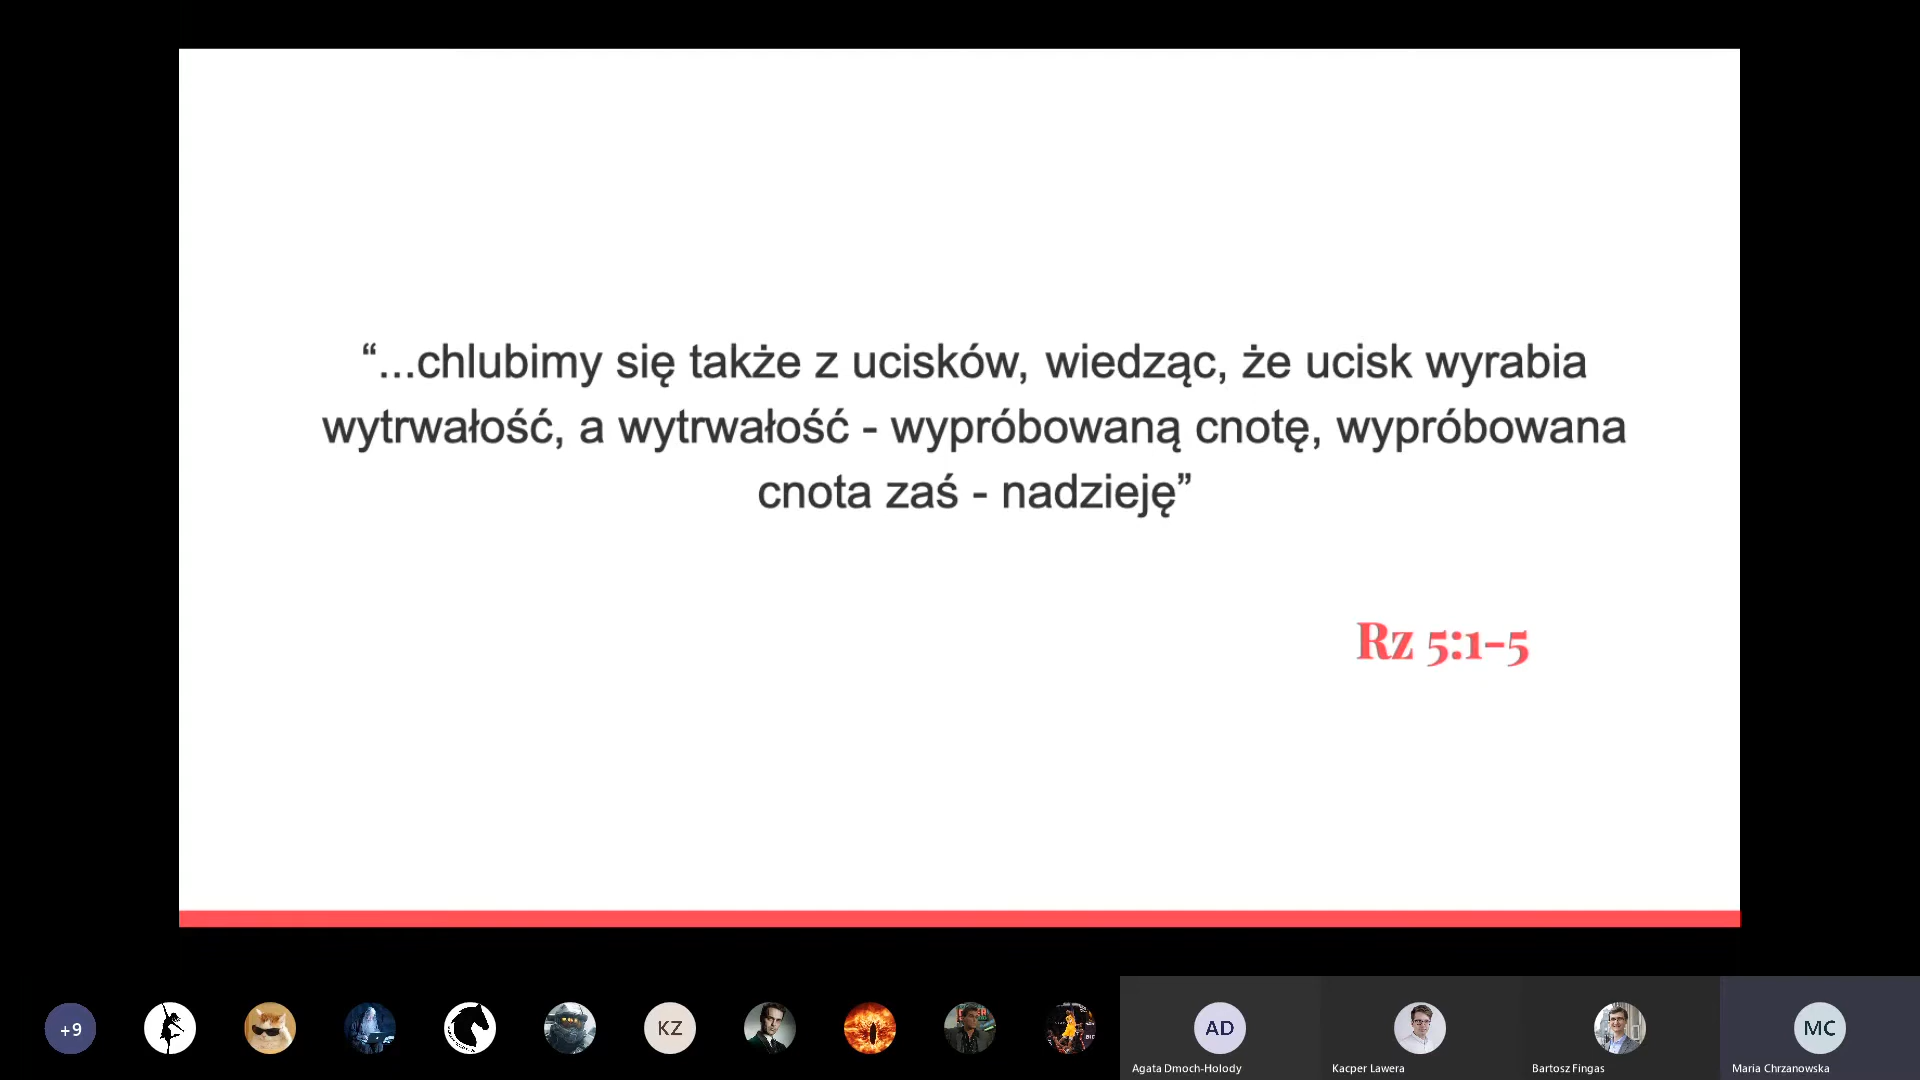 “...chlubimy się także z ucisków, wiedząc, że ucisk wyrabia
wytrwałość, a wytrwałość - wypróbowaną cnotę, wypróbowana
cnota zaś - nadzieję”
Rz 5:1-5
+9
KZ
AD
MC
Agata Dmoch-Holody
Kacper Lawera
Bartosz Fingas
Maria Chrzanowska